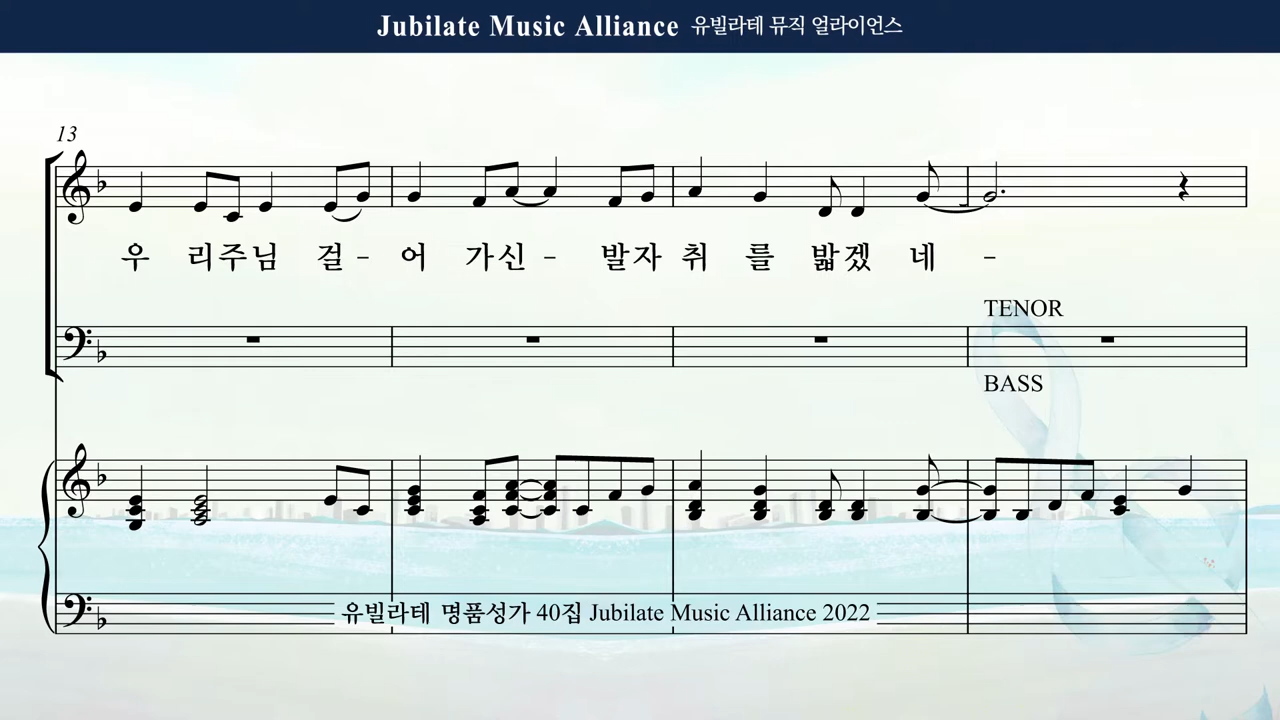 Jubilate Music Alliance 유빌라테 뮤직 얼라이언스
13
우 리주님 걸 - 어 가신 - 발자 취 를 밟겠 네 -
TENOR
BASS
유빌라테 명품성가 40집 Jubilate Music Alliance 2022